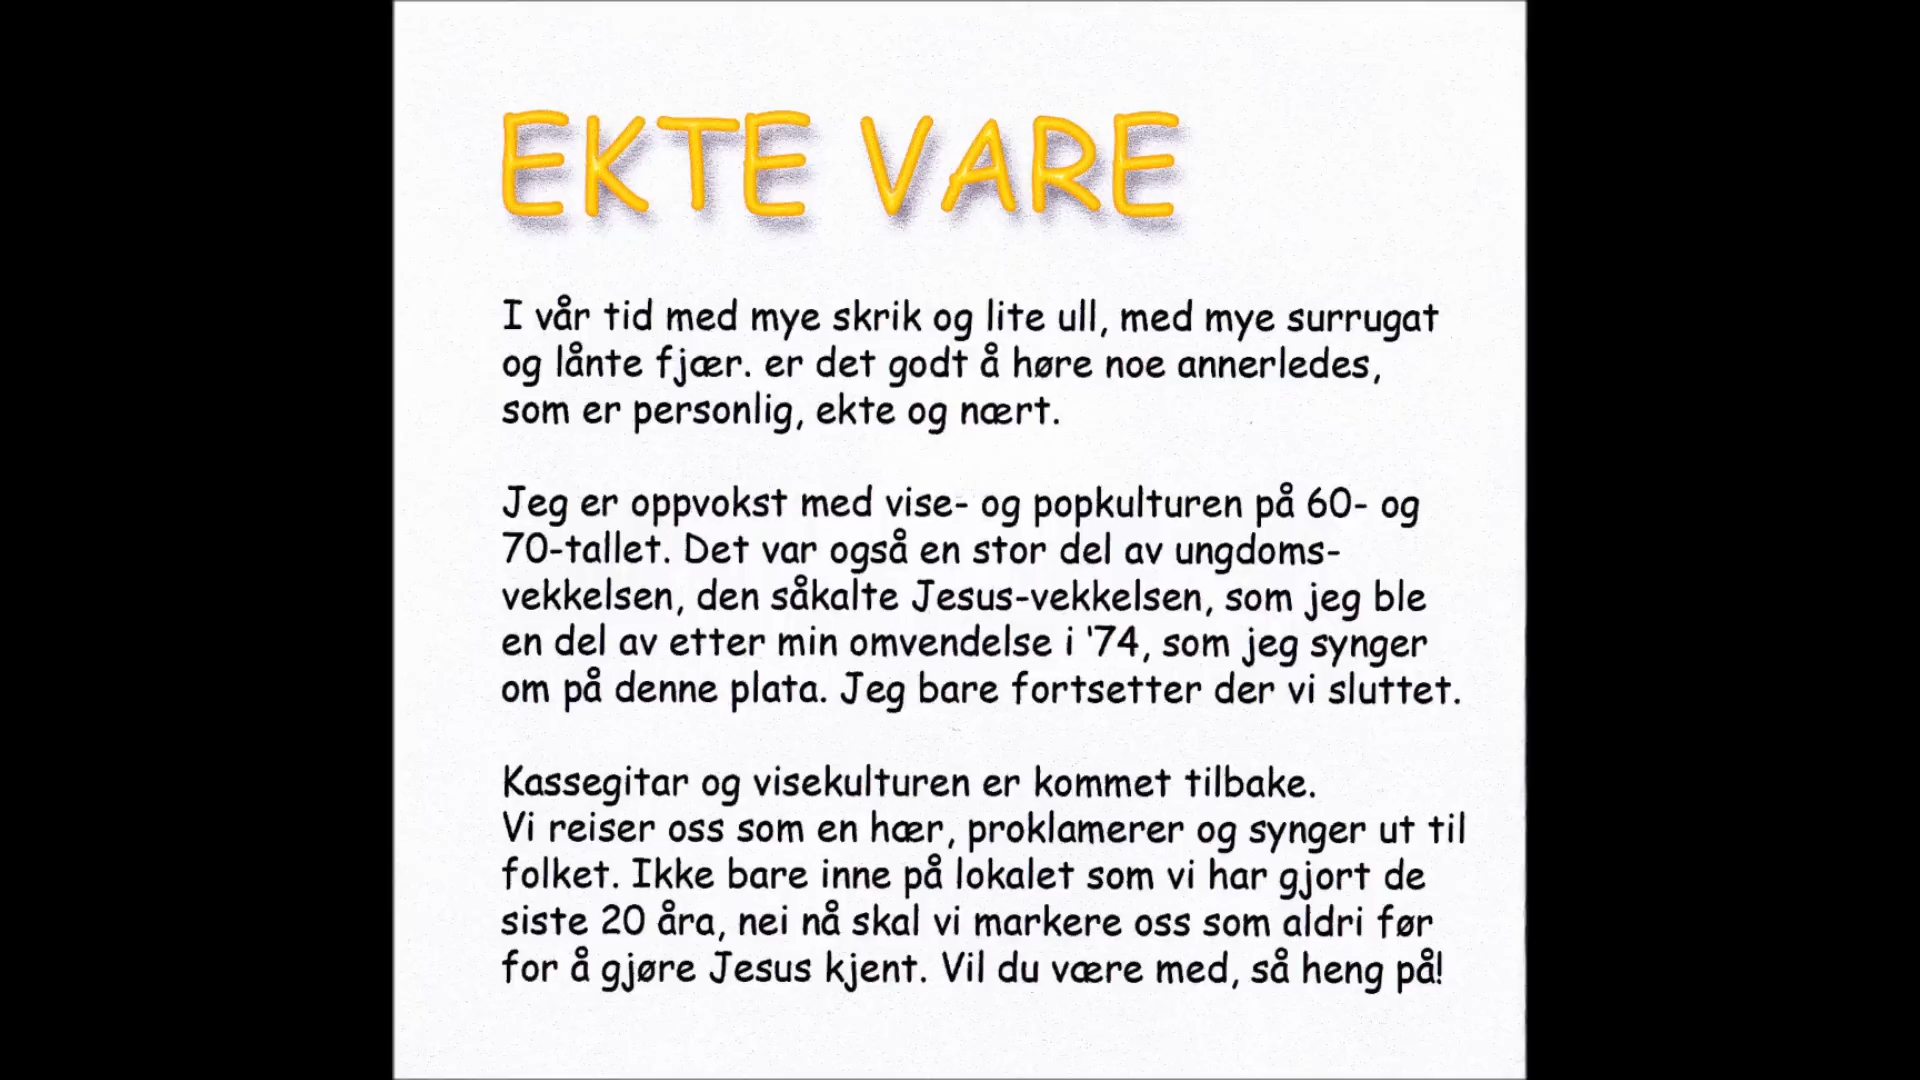 EKTE VARE
I vår tid med mye skrik og lite ull, med mye surrugat
og lånte fjær. er det godt å høre noe annerledes,
som er personlig, ekte og nært.
Jeg er oppvokst med vise- og popkulturen på 60- og
70-tallet. Det var også en stor del av ungdoms-
vekkelsen, den såkalte Jesus-vekkelsen, som jeg ble
en del av etter min omvendelse i '74, som jeg synger
om på denne plata. Jeg bare fortsetter der vi sluttet.
Kassegitar og visekulturen er kommet tilbake.
Vi reiser oss som en hær, proklamerer og synger ut til
folket. Ikke bare inne på lokalet som vi har gjort de
siste 20 åra, nei nå skal vi markere oss som aldri før
for å gjøre Jesus kjent. Vil du være med, så heng på!